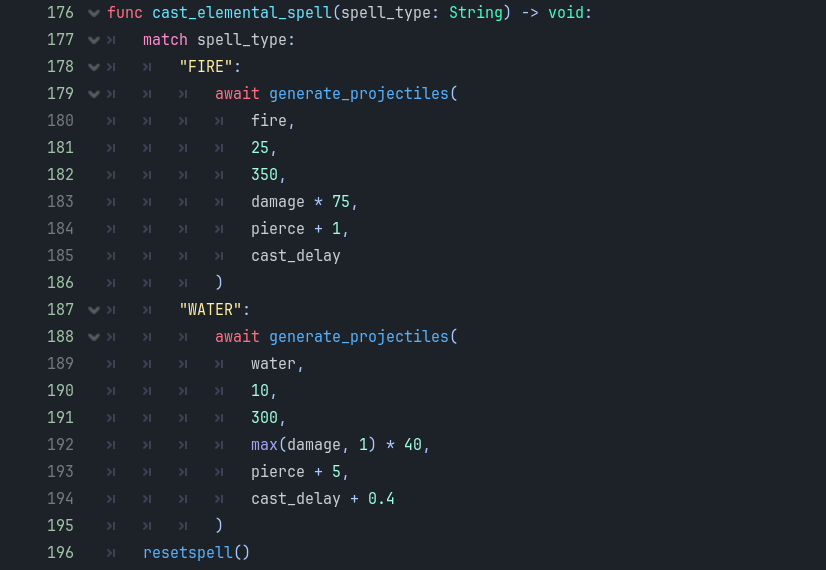 176 func cast_elemental_spell(spell_type: String) -> void:
177 match spell_type:
178 "FIRE":
179 await generate_projectiles(
180 fire,
181 25,
182 350,
183 damage * 75,
184 pierce + 1,
185 cast_delay
186 )
187 "WATER":
188 await generate_projectiles(
189 water,
190 10,
191 300,
192 max(damage, 1) * 40,
193 pierce + 5,
194 cast_delay + 0.4
195 )
196 resetspell()